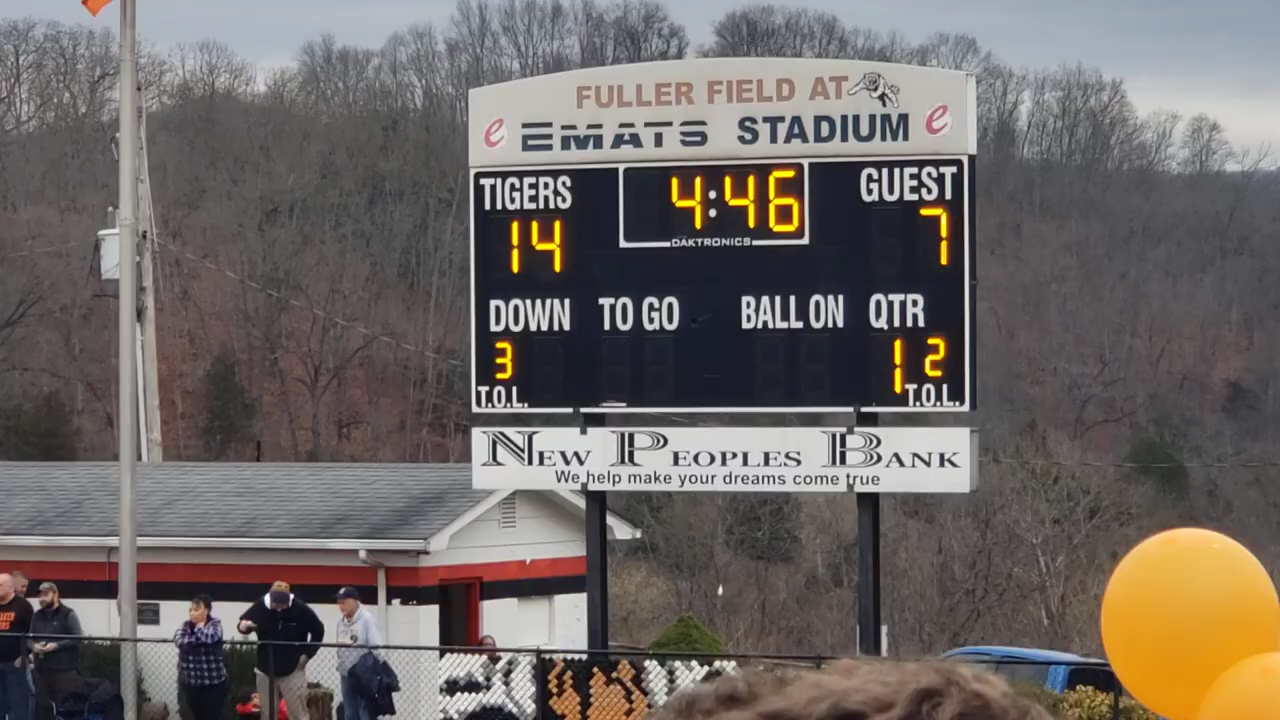 FULLER FIELD AT
e EMATS STADIUM e
TIGERS 4:46 GUEST
14 DAKTRONICS 7
DOWN TO GO BALL ON QTR
3 1 2
T.O.L. T.O.L.
NEW PEOPLES BANK
We help make your dreams come true